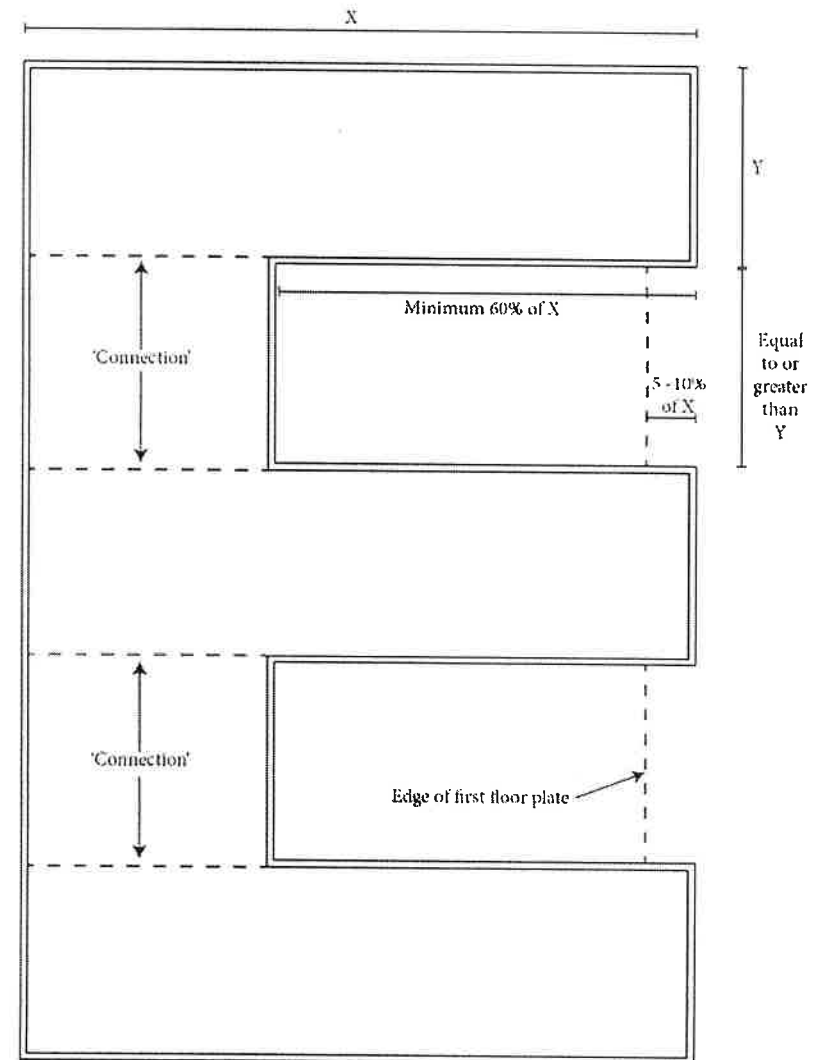 X
Y
Minimum 60% of X
'Connection'
Equal
to or
greater
than
Y
5 - 10%
of X
'Connection'
Edge of first floor plate